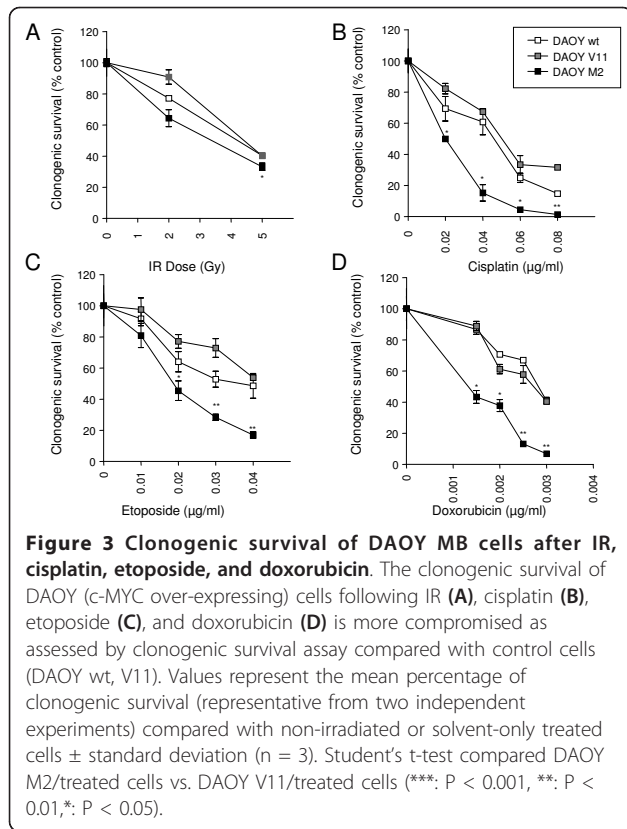 A
Clonogenic survival (% control)
120
100
80
60
40
20
0
0
1
2
3
4
5
*
IR Dose (Gy)
B
DAOY wt
DAOY V11
DAOY M2
Clonogenic survival (% control)
120
100
80
60
40
20
0
0
0.02
0.04
0.06
0.08
*
*
*
**
Cisplatin (µg/ml)
C
Clonogenic survival (% control)
120
100
80
60
40
20
0
0
0.01
0.02
0.03
0.04
*
**
**
Etoposide (µg/ml)
D
Clonogenic survival (% control)
120
100
80
60
40
20
0
0
0.001
0.002
0.003
0.004
*
*
**
**
Doxorubicin (µg/ml)
Figure 3 Clonogenic survival of DAOY MB cells after IR,
cisplatin, etoposide, and doxorubicin. The clonogenic survival of
DAOY (c-MYC over-expressing) cells following IR (A), cisplatin (B),
etoposide (C), and doxorubicin (D) is more compromised as
assessed by clonogenic survival assay compared with control cells
(DAOY wt, V11). Values represent the mean percentage of
clonogenic survival (representative from two independent
experiments) compared with non-irradiated or solvent-only treated
cells ± standard deviation (n = 3). Student's t-test compared DAOY
M2/treated cells vs. DAOY V11/treated cells (***: P < 0.001, **: P <
0.01,*: P < 0.05).